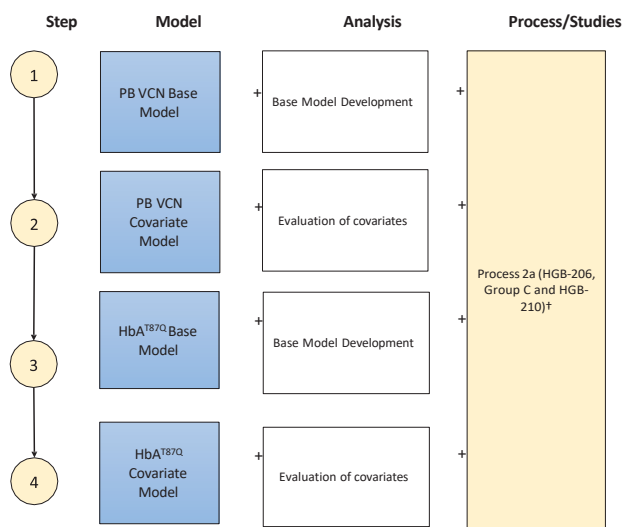 Step Model Analysis Process/Studies
1
PB VCN Base
Model
+
Base Model Development
+
2
PB VCN
Covariate
Model
+
Evaluation of covariates
+
Process 2a (HGB-206,
Group C and HGB-
210)†
3
HbAᵀ⁸⁷Q Base
Model
+
Base Model Development
+
4
HbAᵀ⁸⁷Q
Covariate
Model
+
Evaluation of covariates
+